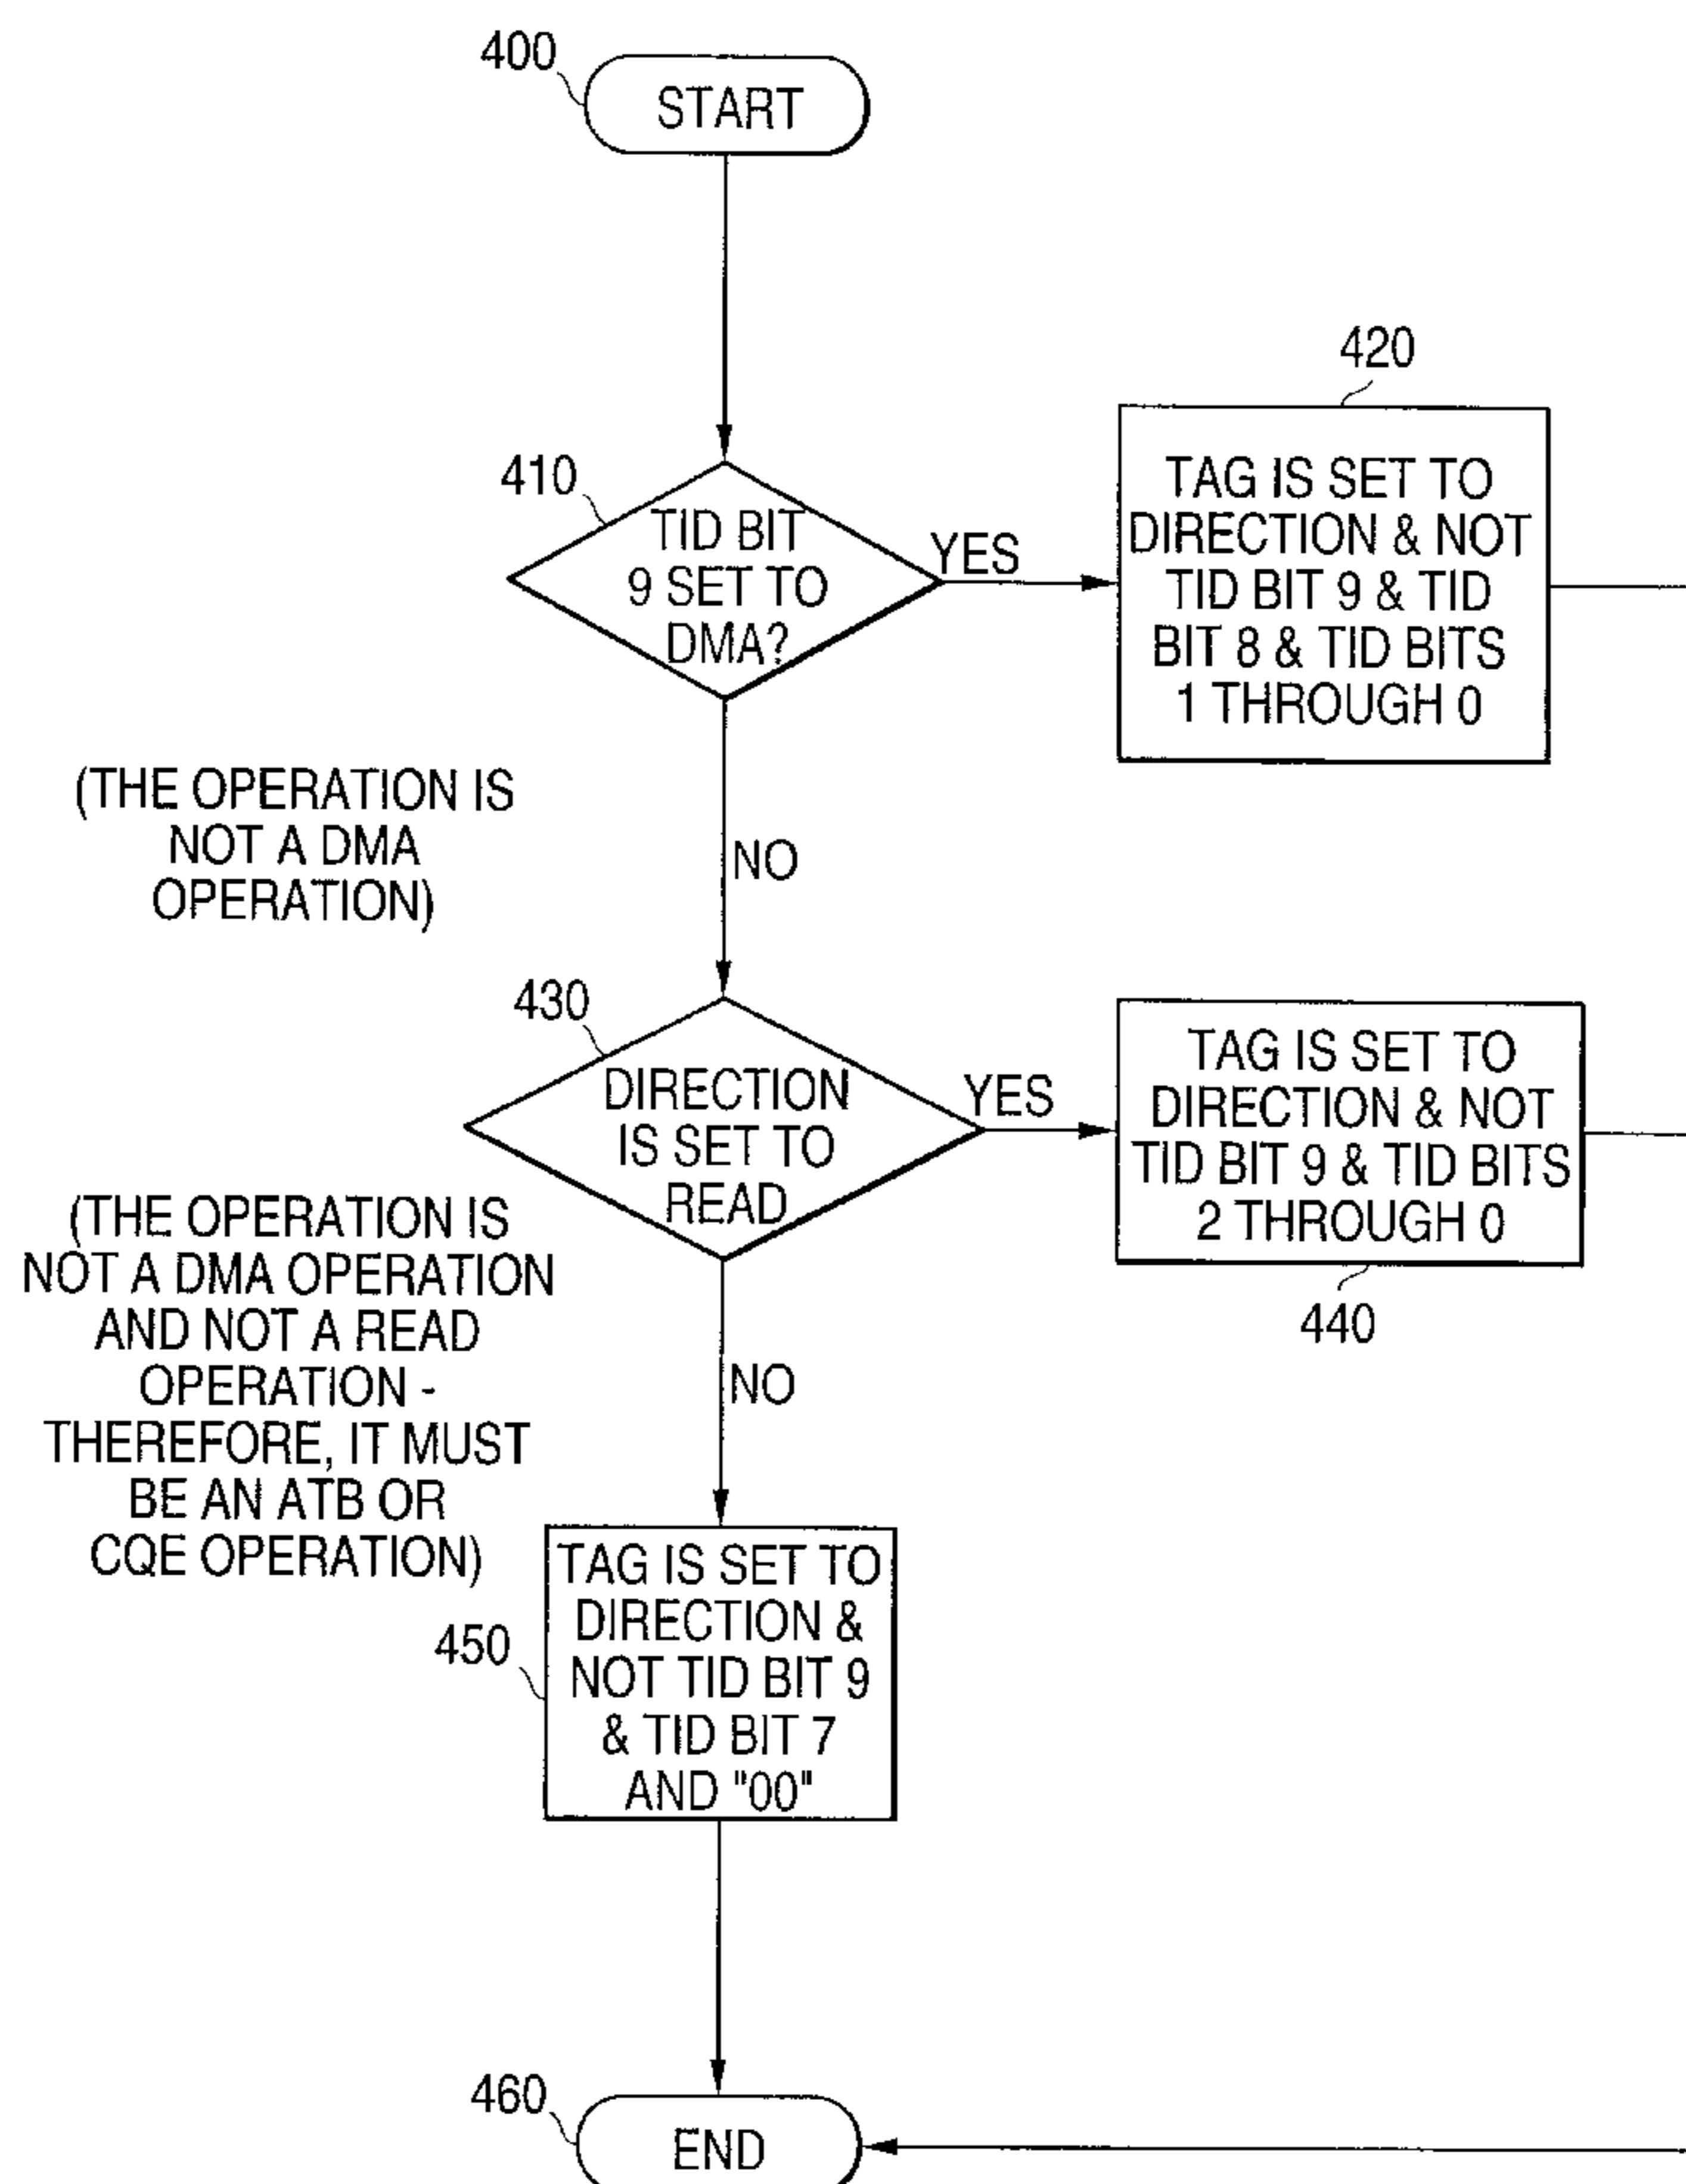 400
START
410
TID BIT
9 SET TO
DMA?
YES
420
TAG IS SET TO
DIRECTION & NOT
TID BIT 9 & TID
BIT 8 & TID BITS
1 THROUGH 0
(THE OPERATION IS
NOT A DMA
OPERATION)
NO
430
DIRECTION
IS SET TO
READ
YES
TAG IS SET TO
DIRECTION & NOT
TID BIT 9 & TID BITS
2 THROUGH 0
440
(THE OPERATION IS
NOT A DMA OPERATION
AND NOT A READ
OPERATION -
THEREFORE, IT MUST
BE AN ATB OR
CQE OPERATION)
NO
450
TAG IS SET TO
DIRECTION &
NOT TID BIT 9
& TID BIT 7
AND "00"
460
END